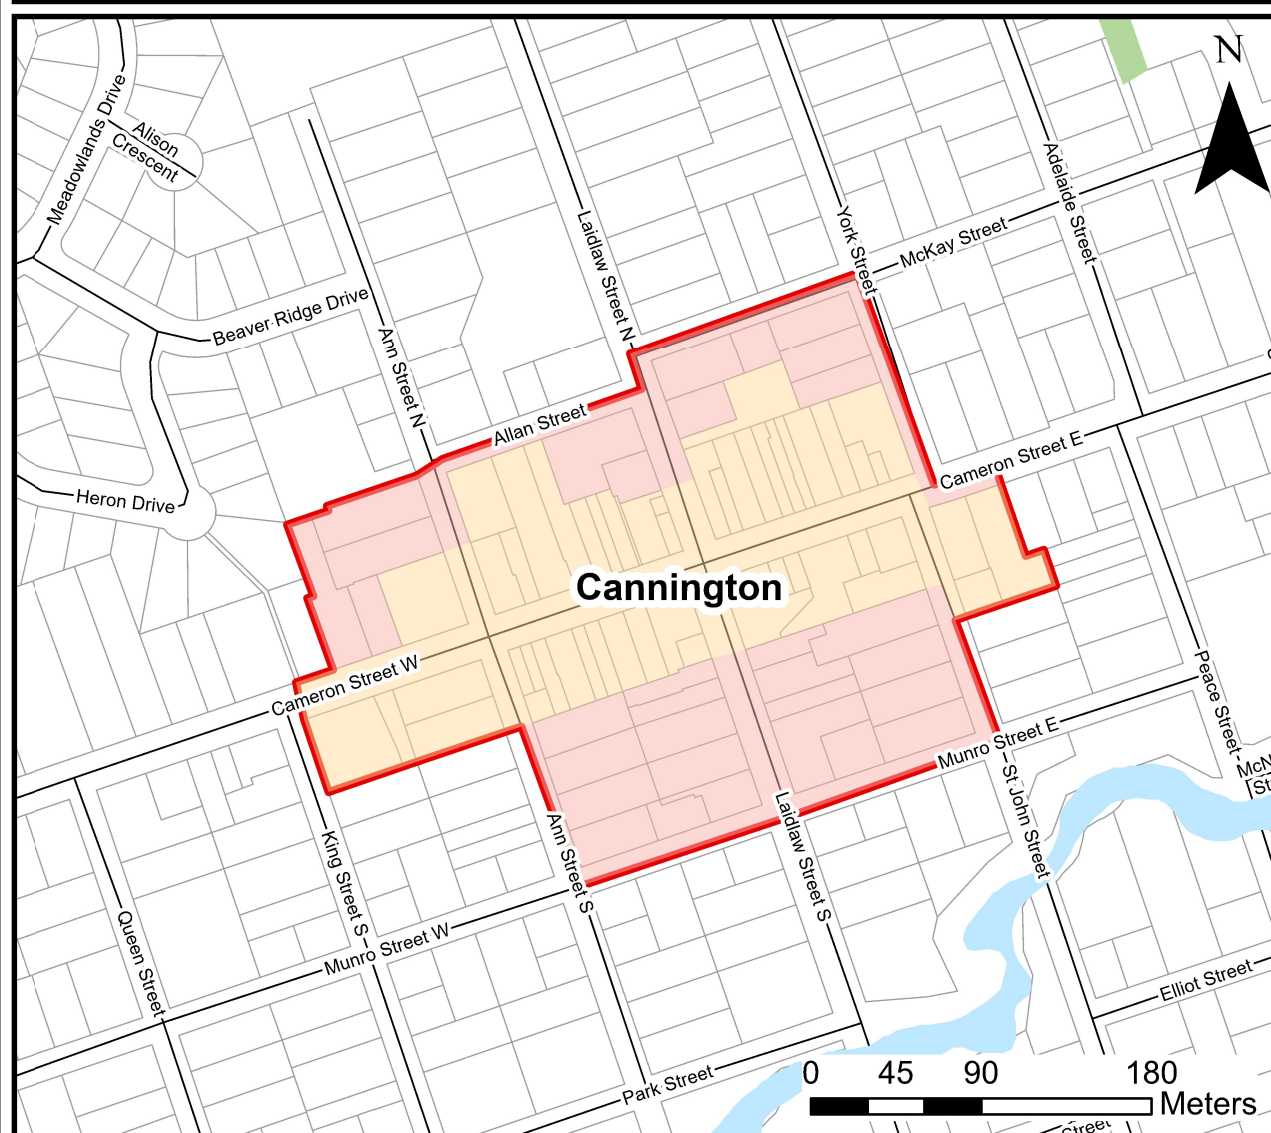 N
Meadowlands Drive
Alison
Crescent
Adelaide Street
York Street
McKay Street
Laidlaw Street N
Beaver Ridge Drive
Ann Street N
Allan Street
Cameron Street E
Heron Drive
Cannington
Cameron Street W
Peace Street
Munro Street E
St. John Street
Laidlaw Street S
Ann Street S
King Street S
Queen Street
Munro Street W
Elliot Street
Park Street
0 45 90 180
Meters
Street